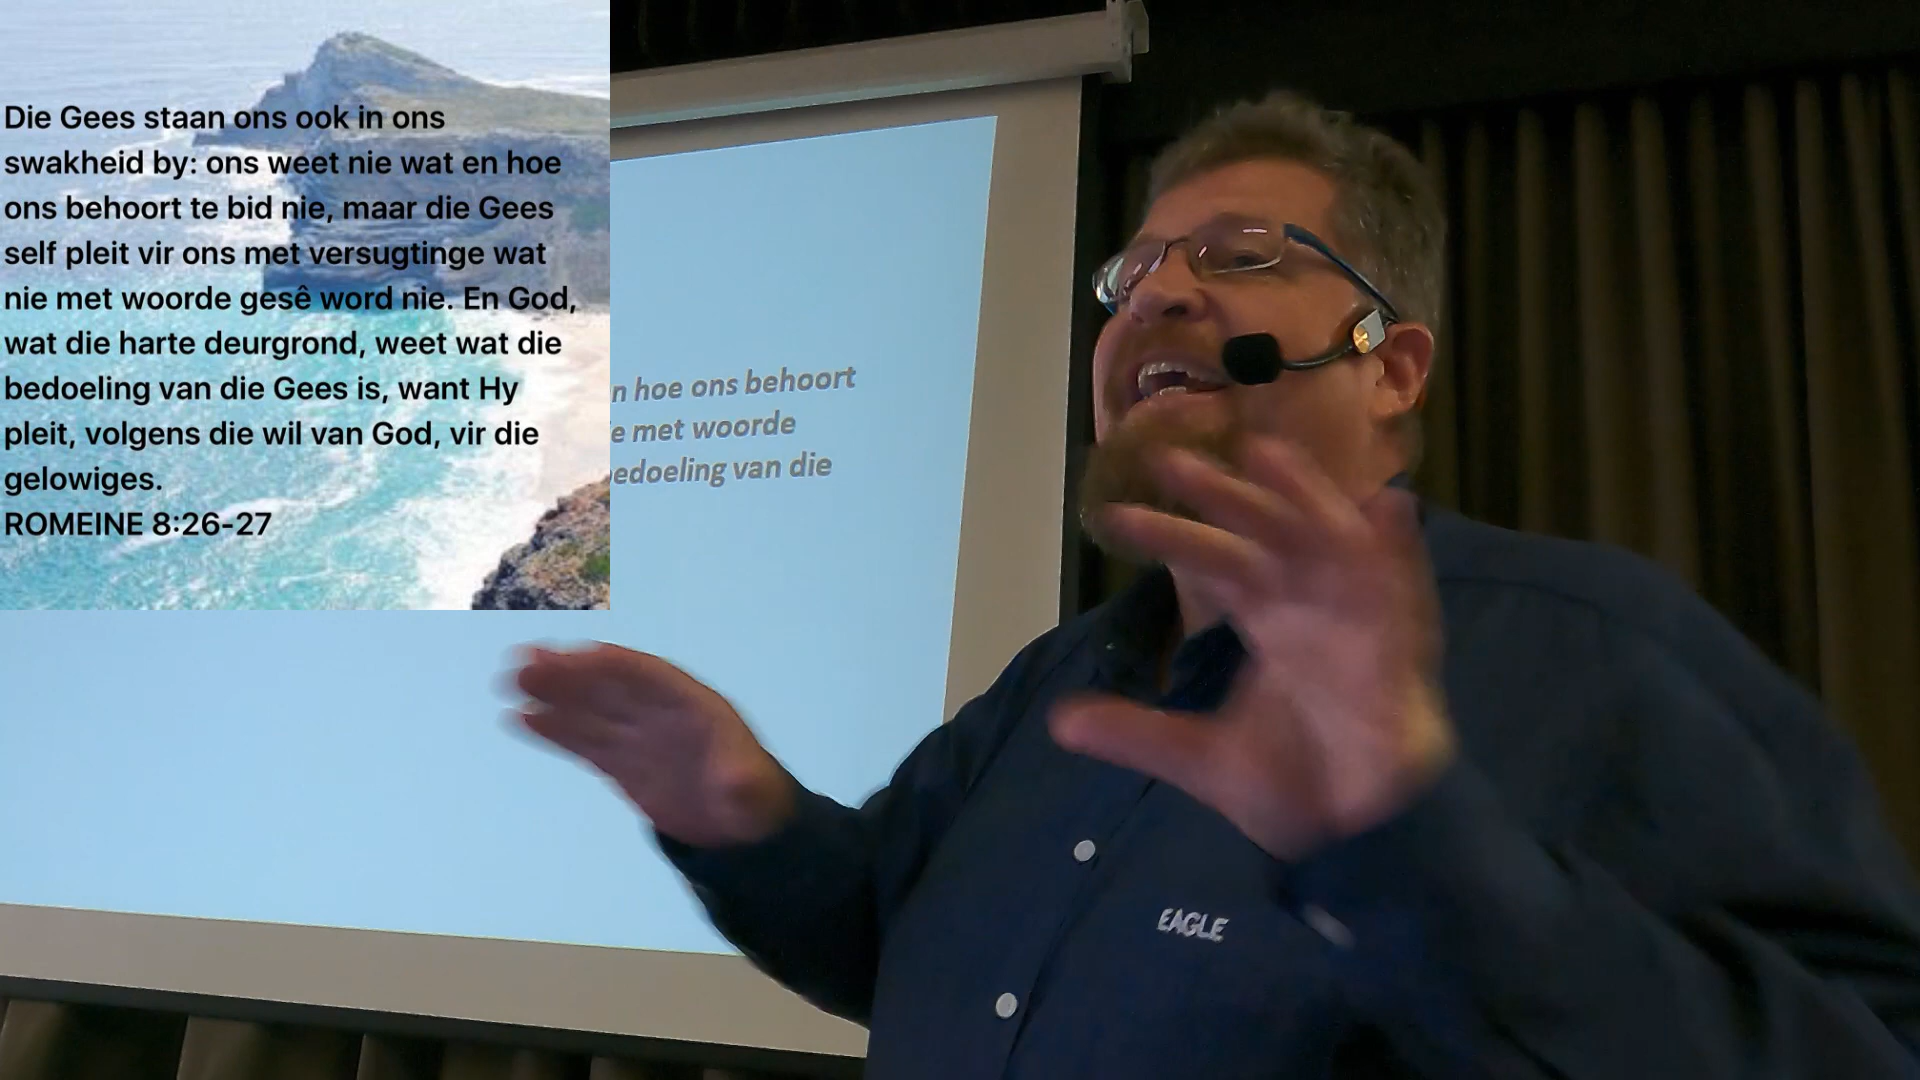 Die Gees staan ons ook in ons
swakheid by: ons weet nie wat en hoe
ons behoort te bid nie, maar die Gees
self pleit vir ons met versugtinge wat
nie met woorde gesê word nie. En God,
wat die harte deurgrond, weet wat die
bedoeling van die Gees is, want Hy
pleit, volgens die wil van God, vir die
gelowiges.
ROMEINE 8:26-27
n hoe ons behoort
e met woorde
bedoeling van die
EAGLE